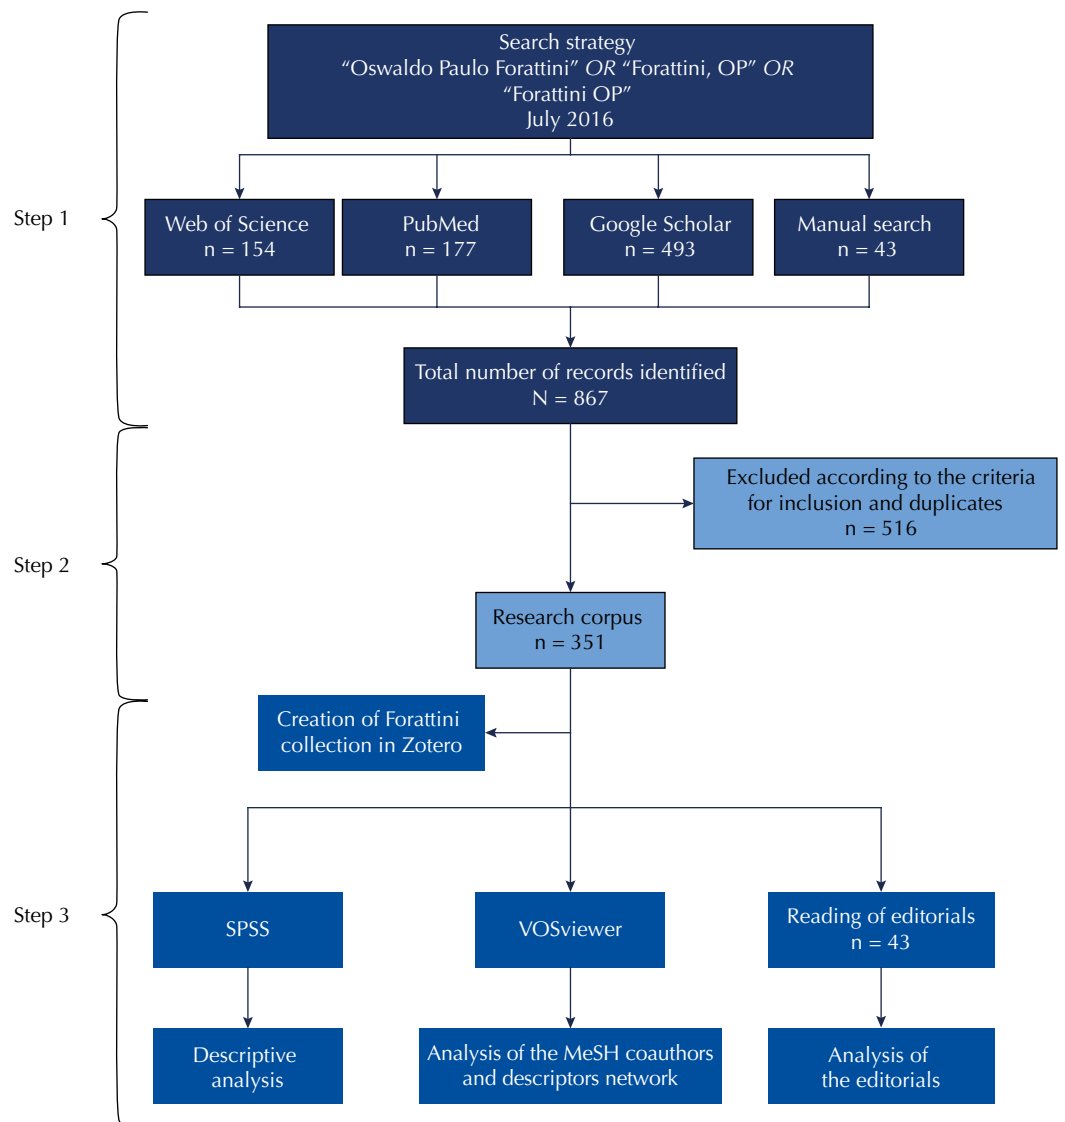 Search strategy
“Oswaldo Paulo Forattini” OR “Forattini, OP” OR
“Forattini OP”
July 2016
Step 1
Web of Science
n = 154
PubMed
n = 177
Google Scholar
n = 493
Manual search
n = 43
Total number of records identified
N = 867
Step 2
Excluded according to the criteria
for inclusion and duplicates
n = 516
Research corpus
n = 351
Step 3
Creation of Forattini
collection in Zotero
SPSS
VOSviewer
Reading of editorials
n = 43
Descriptive
analysis
Analysis of the MeSH coauthors
and descriptors network
Analysis of
the editorials